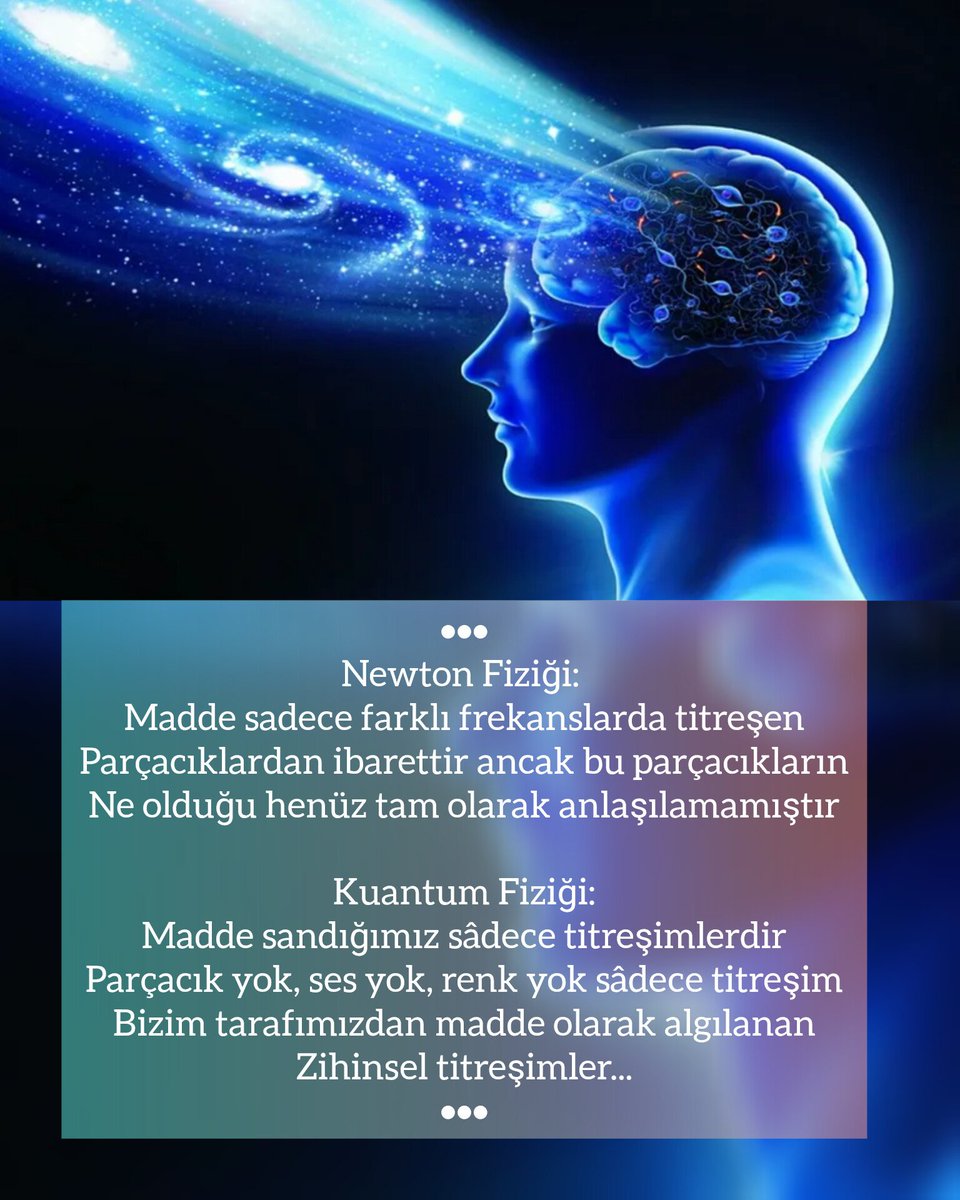 •••
Newton Fiziği:
Madde sadece farklı frekanslarda titreşen
Parçacıklardan ibarettir ancak bu parçacıkların
Ne olduğu henüz tam olarak anlaşılamamıştır
Kuantum Fiziği:
Madde sandığımız sâdece titreşimlerdir
Parçacık yok, ses yok, renk yok sâdece titreşim
Bizim tarafımızdan madde olarak algılanan
Zihinsel titreşimler...
•••